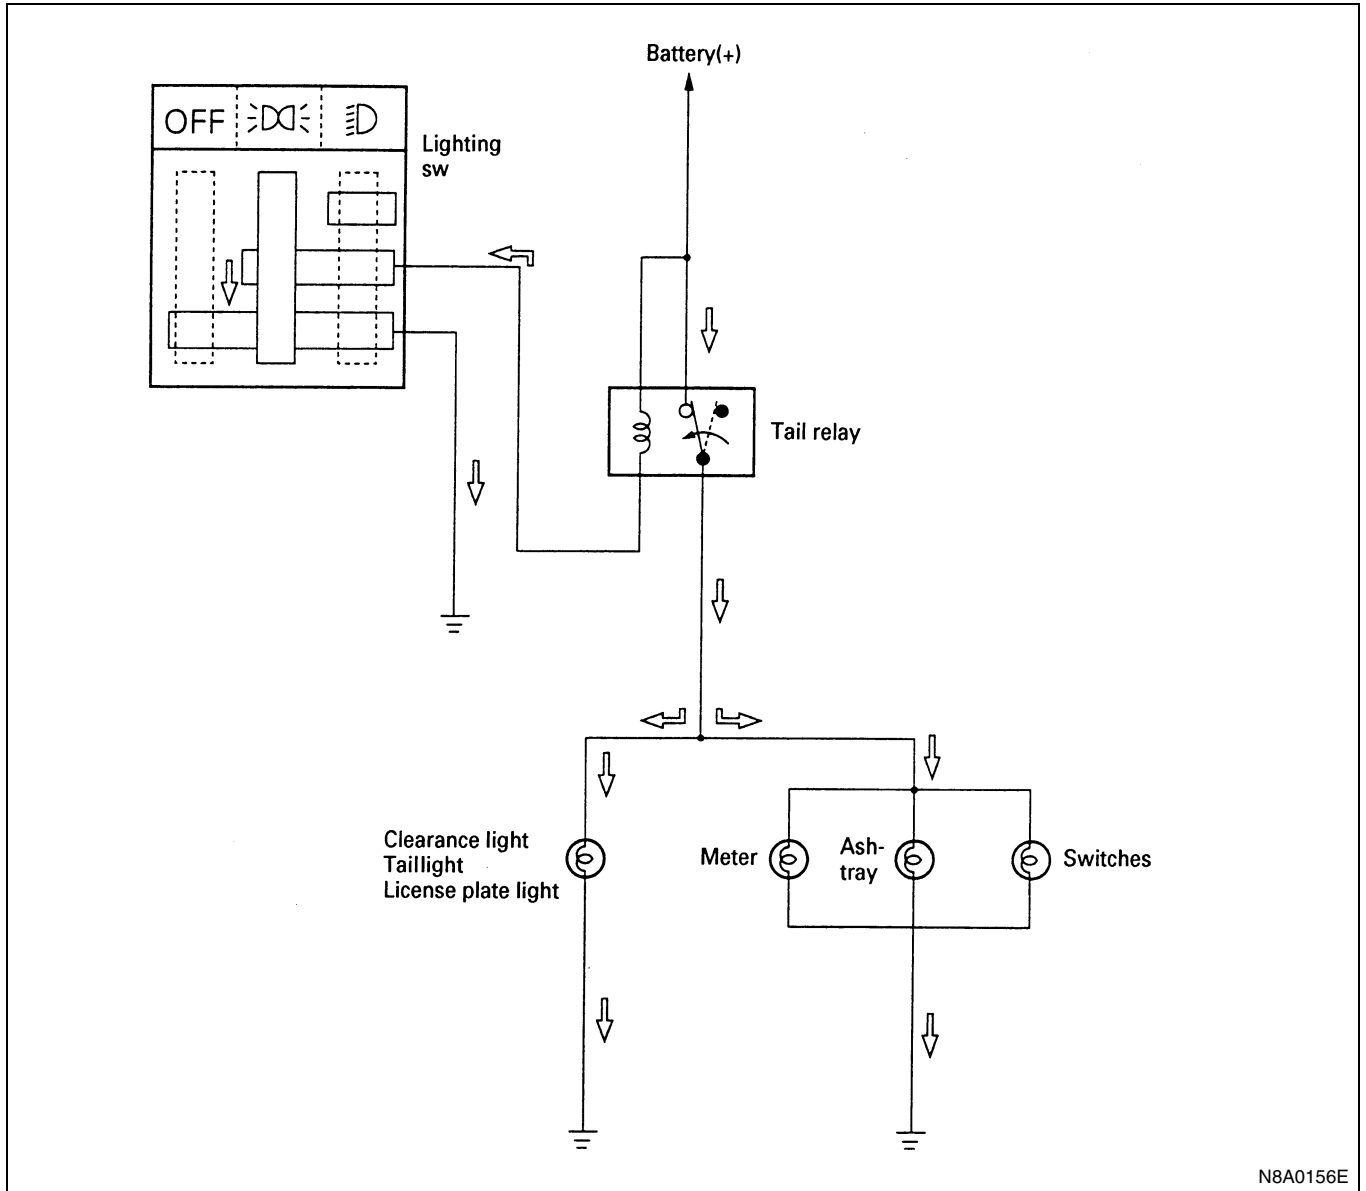 Battery(+)
OFF
Lighting
sw
Tail relay
Clearance light
Taillight
License plate light
Meter
Ash-
tray
Switches
N8A0156E